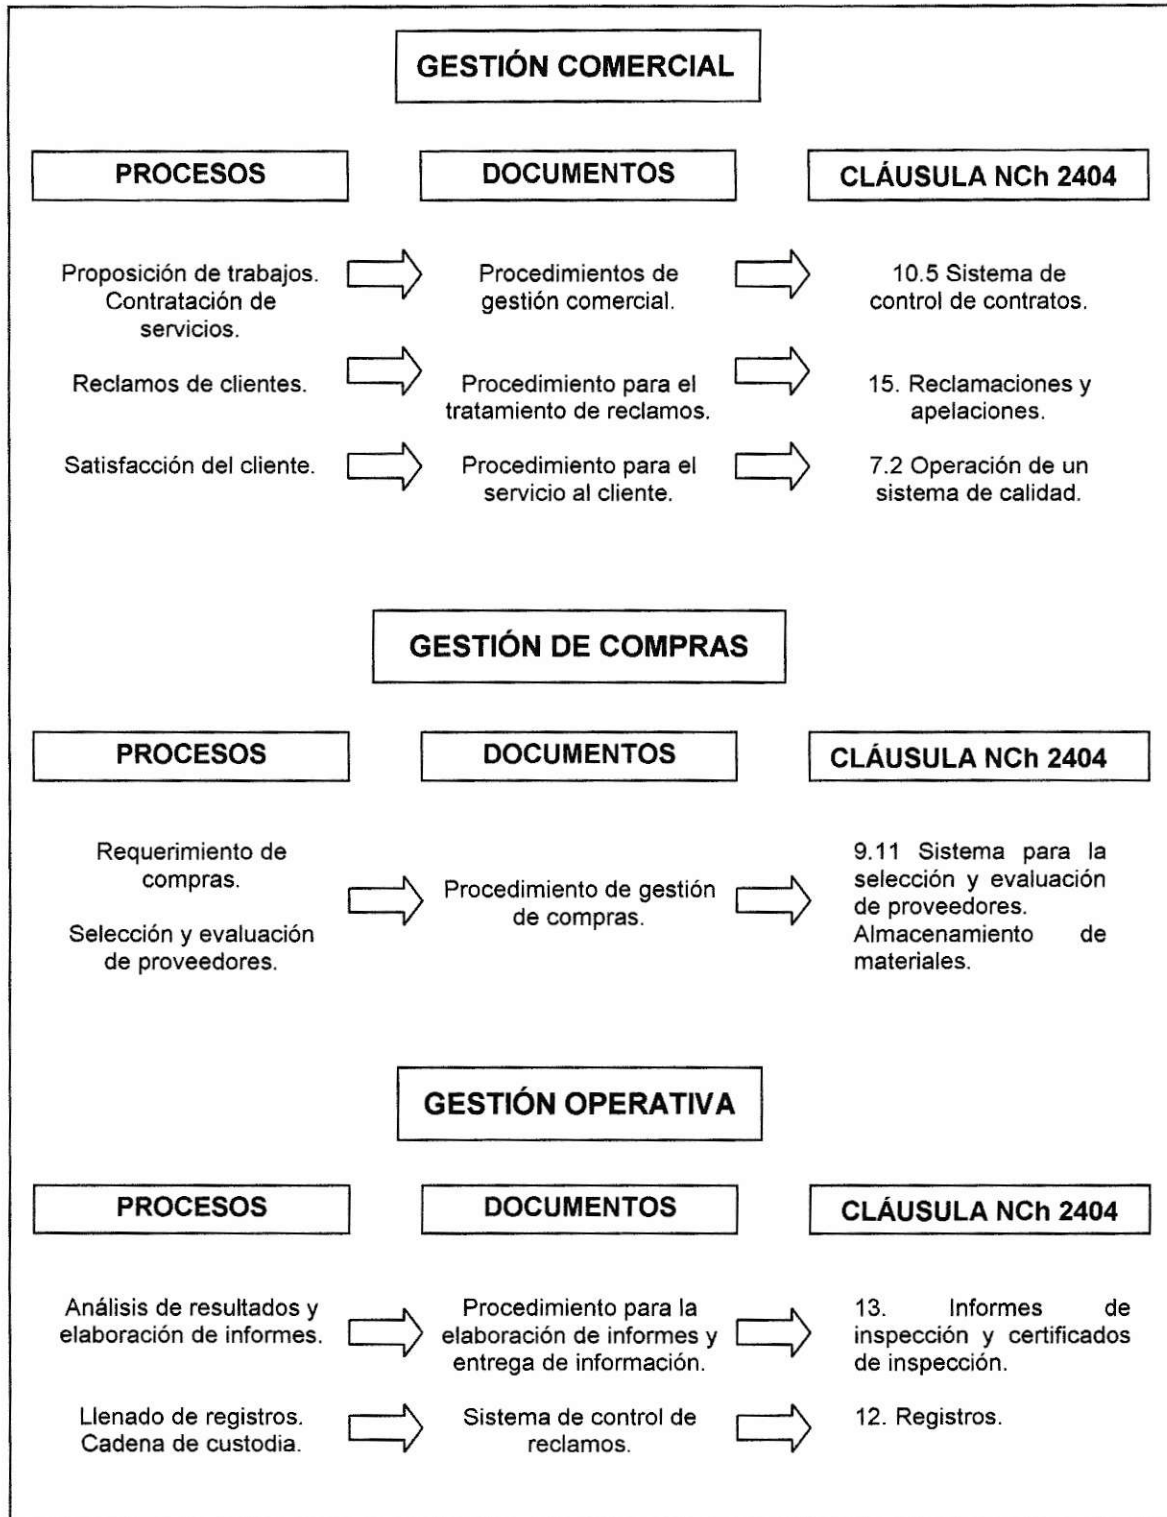 GESTIÓN COMERCIAL
PROCESOS
DOCUMENTOS
CLÁUSULA NCh 2404
Proposición de trabajos.
Contratación de
servicios.
Procedimientos de
gestión comercial.
10.5 Sistema de
control de contratos.
Reclamos de clientes.
Procedimiento para el
tratamiento de reclamos.
15. Reclamaciones y
apelaciones.
Satisfacción del cliente.
Procedimiento para el
servicio al cliente.
7.2 Operación de un
sistema de calidad.
GESTIÓN DE COMPRAS
PROCESOS
DOCUMENTOS
CLÁUSULA NCh 2404
Requerimiento de
compras.
Selección y evaluación
de proveedores.
Procedimiento de gestión
de compras.
9.11 Sistema para la
selección y evaluación
de proveedores.
Almacenamiento de
materiales.
GESTIÓN OPERATIVA
PROCESOS
DOCUMENTOS
CLÁUSULA NCh 2404
Análisis de resultados y
elaboración de informes.
Procedimiento para la
elaboración de informes y
entrega de información.
13. Informes de
inspección y certificados
de inspección.
Llenado de registros.
Cadena de custodia.
Sistema de control de
reclamos.
12. Registros.